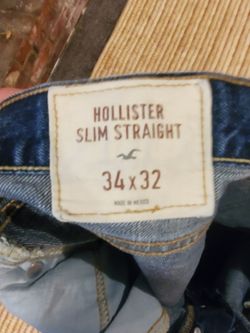 HOLLISTER
SLIM STRAIGHT
34 x 32
MADE IN MEXICO